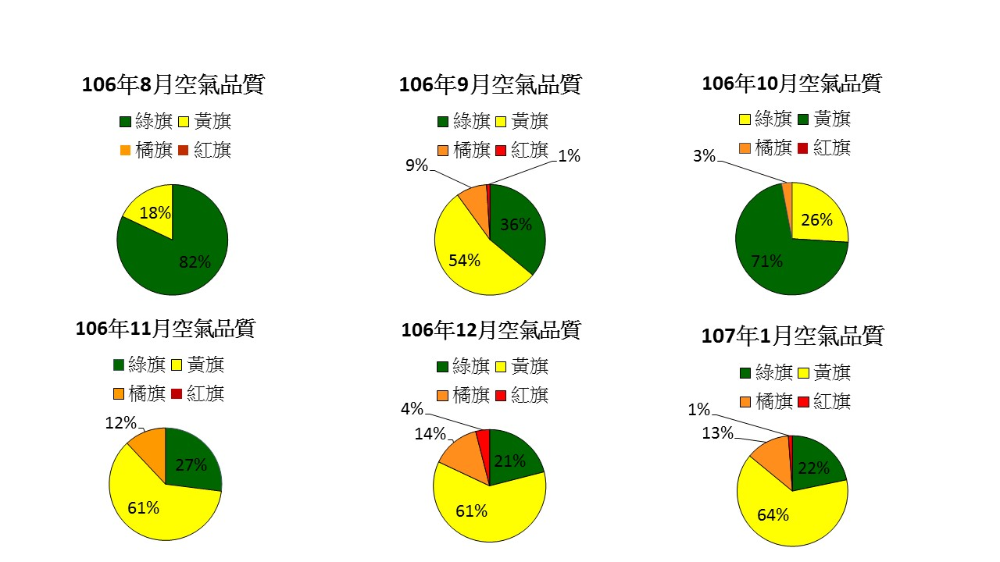 106年8月空氣品質
綠旗 黃旗
橘旗 紅旗
18%
82%
106年9月空氣品質
綠旗 黃旗
橘旗 紅旗
9%
1%
36%
54%
106年10月空氣品質
綠旗 黃旗
橘旗 紅旗
3%
26%
71%
106年11月空氣品質
綠旗 黃旗
橘旗 紅旗
12%
27%
61%
106年12月空氣品質
綠旗 黃旗
橘旗 紅旗
4%
14%
21%
61%
107年1月空氣品質
綠旗 黃旗
橘旗 紅旗
1%
13%
22%
64%